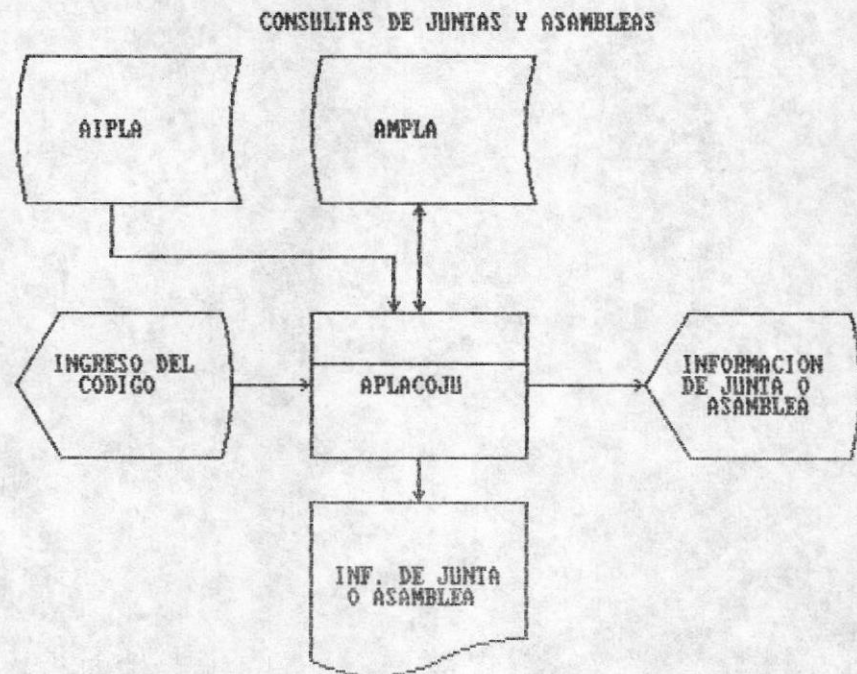 CONSULTAS DE JUNTAS Y ASAMBLEAS
AIPLA
AMPLA
INGRESO DEL
CODIGO
APLACOJU
INFORMACION
DE JUNTA O
ASAMBLEA
INF. DE JUNTA
O ASAMBLEA